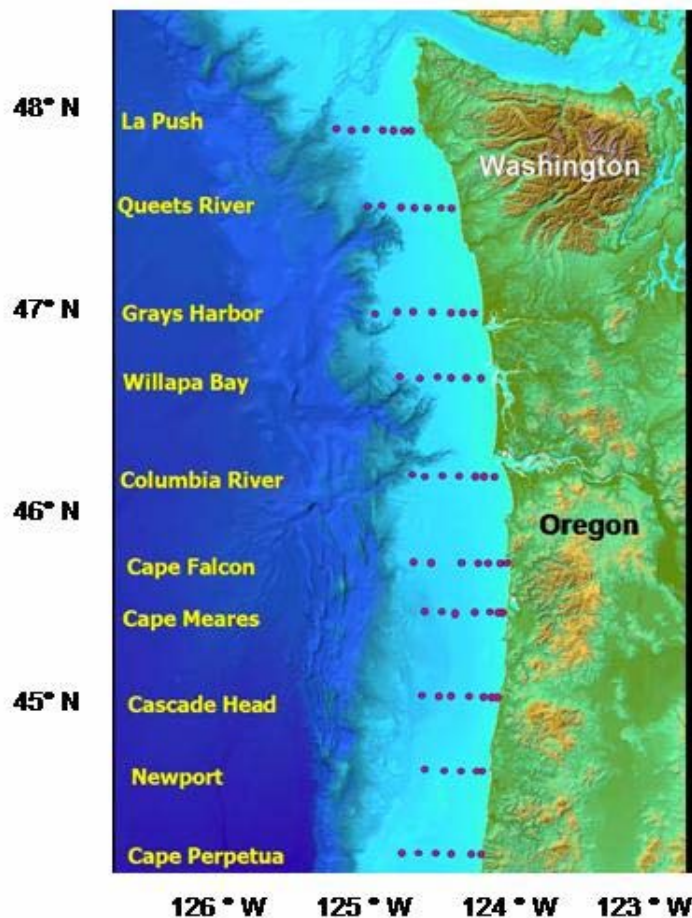 48° N
La Push
Washington
Queets River
47° N
Grays Harbor
Willapa Bay
Columbia River
46° N
Oregon
Cape Falcon
Cape Meares
45° N
Cascade Head
Newport
Cape Perpetua
126 ° W 125 ° W 124 ° W 123 ° W